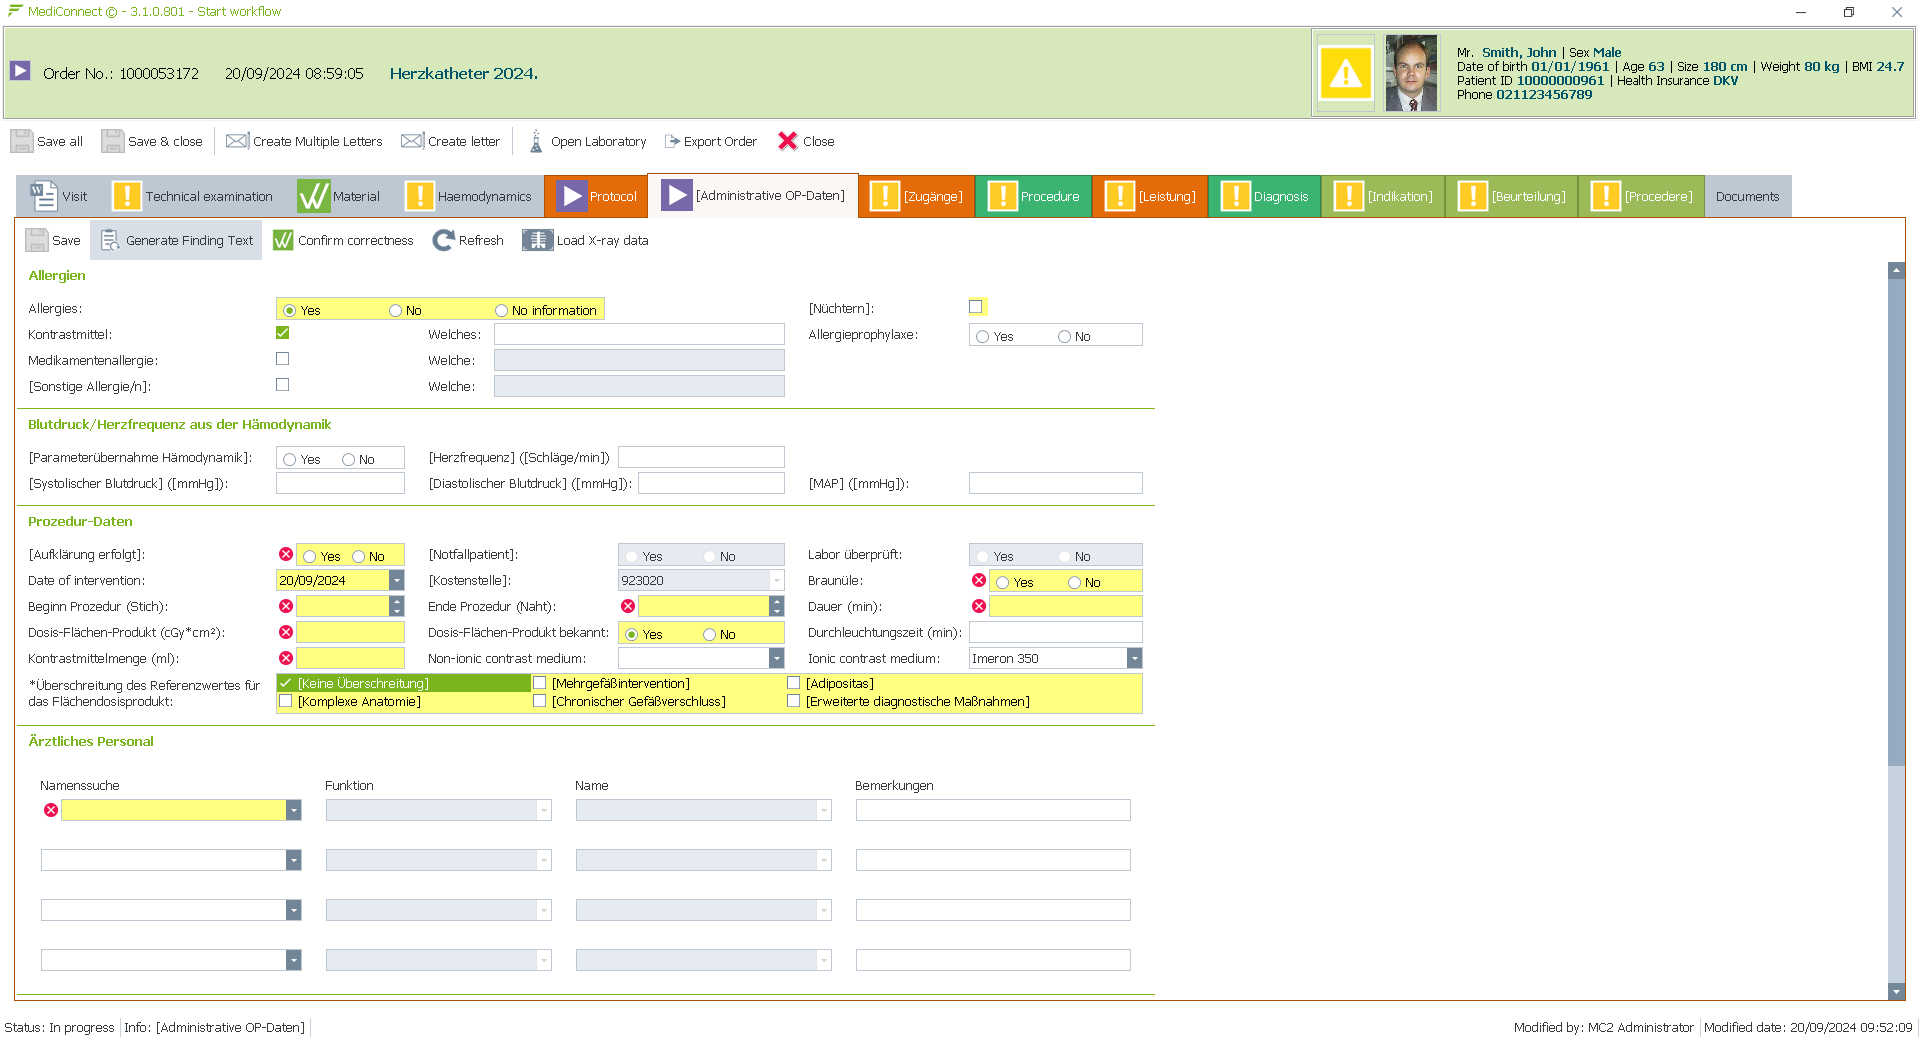 MediConnect © - 3.1.0.801 - Start workflow
Order No.: 1000053172 20/09/2024 08:59:05 Herzkatheter 2024.
Mr. Smith, John | Sex Male
Date of birth 01/01/1961 | Age 63 | Size 180 cm | Weight 80 kg | BMI 24.7
Patient ID 10000000961 | Health Insurance DKV
Phone 021123456789
Save all Save & close Create Multiple Letters Create letter Open Laboratory Export Order Close
Visit Technical examination Material Haemodynamics Protocol [Administrative OP-Daten] [Zugänge] Procedure [Leistung] Diagnosis [Indikation] [Beurteilung] [Procedere] Documents
Save Generate Finding Text Confirm correctness Refresh Load X-ray data
Allergien
Allergies: Yes No No information [Nüchtern]:
Kontrastmittel: Welches: Allergieprophylaxe: Yes No
Medikamentenallergie: Welche:
[Sonstige Allergie/n]: Welche:
Blutdruck/Herzfrequenz aus der Hämodynamik
[Parameterübernahme Hämodynamik]: Yes No [Herzfrequenz] ([Schläge/min])
[Systolischer Blutdruck] ([mmHg]): [Diastolischer Blutdruck] ([mmHg]): [MAP] ([mmHg]):
Prozedur-Daten
[Aufklärung erfolgt]: Yes No [Notfallpatient]: Yes No Labor überprüft: Yes No
Date of intervention: 20/09/2024 [Kostenstelle]: 923020 Braunüle: Yes No
Beginn Prozedur (Stich): Ende Prozedur (Naht): Dauer (min):
Dosis-Flächen-Produkt (cGy*cm²): Dosis-Flächen-Produkt bekannt: Yes No Durchleuchtungszeit (min):
Kontrastmittelmenge (ml): Non-ionic contrast medium: Ionic contrast medium: Imeron 350
*Überschreitung des Referenzwertes für [Keine Überschreitung] [Mehrgefäßintervention] [Adipositas]
das Flächendosisprodukt: [Komplexe Anatomie] [Chronischer Gefäßverschluss] [Erweiterte diagnostische Maßnahmen]
Ärztliches Personal
Namenssuche Funktion Name Bemerkungen
Status: In progress Info: [Administrative OP-Daten] Modified by: MC2 Administrator Modified date: 20/09/2024 09:52:09